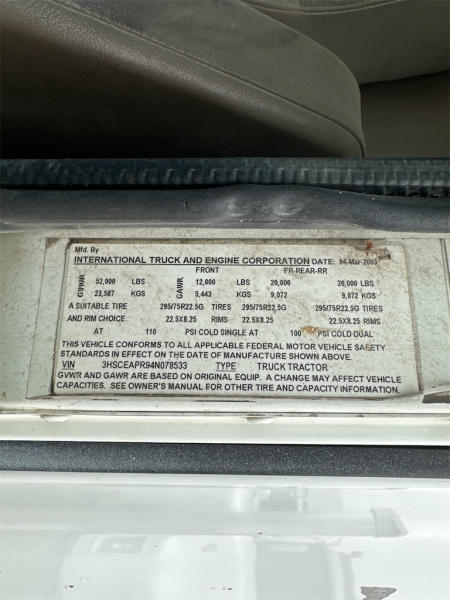 Mfd. By
INTERNATIONAL TRUCK AND ENGINE CORPORATION DATE: 04-Mar-2003
FRONT FR-REAR-RR
GVWR 52,000 LBS GAWR 12,000 20,000 20,000 LBS
23,587 KGS 5,443 9,072 9,072 KGS
A SUITABLE TIRE 295/75R22.5G TIRES 295/75R22.5G 295/75R22.5G TIRES
AND RIM CHOICE 22.5X8.25 RIMS 22.5X8.25 22.5X8.25 RIMS
AT 110 PSI COLD SINGLE AT 100 PSI COLD DUAL
THIS VEHICLE CONFORMS TO ALL APPLICABLE FEDERAL MOTOR VEHICLE SAFETY
STANDARDS IN EFFECT ON THE DATE OF MANUFACTURE SHOWN ABOVE.
VIN 3HSCEAPR94N078533 TYPE TRUCK TRACTOR
GVWR AND GAWR ARE BASED ON ORIGINAL EQUIP. A CHANGE MAY AFFECT VEHICLE
CAPACITIES. SEE OWNER'S MANUAL FOR OTHER TIRE AND CAPACITY INFORMATION.